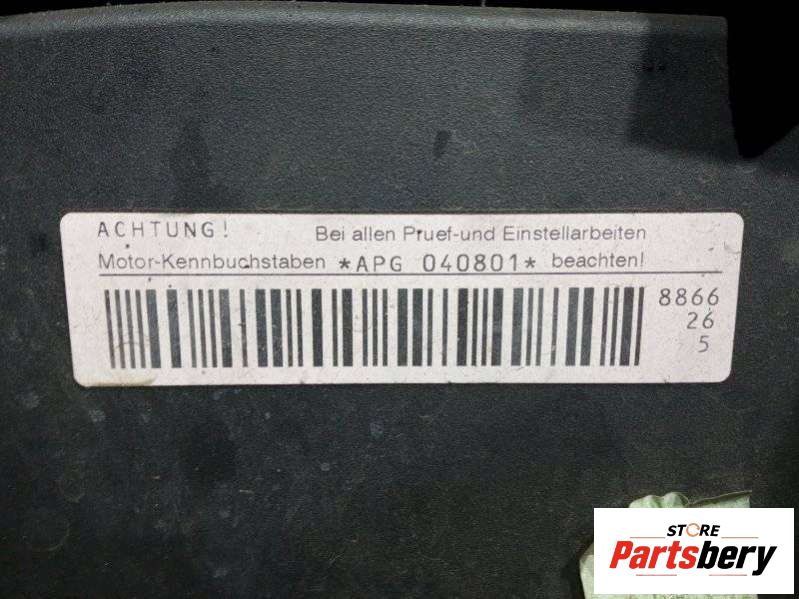 ACHTUNG! Bei allen Pruef-und Einstellarbeiten
Motor-Kennbuchstaben *APG 040801* beachten!
8866
26
5
STORE
Partsbery